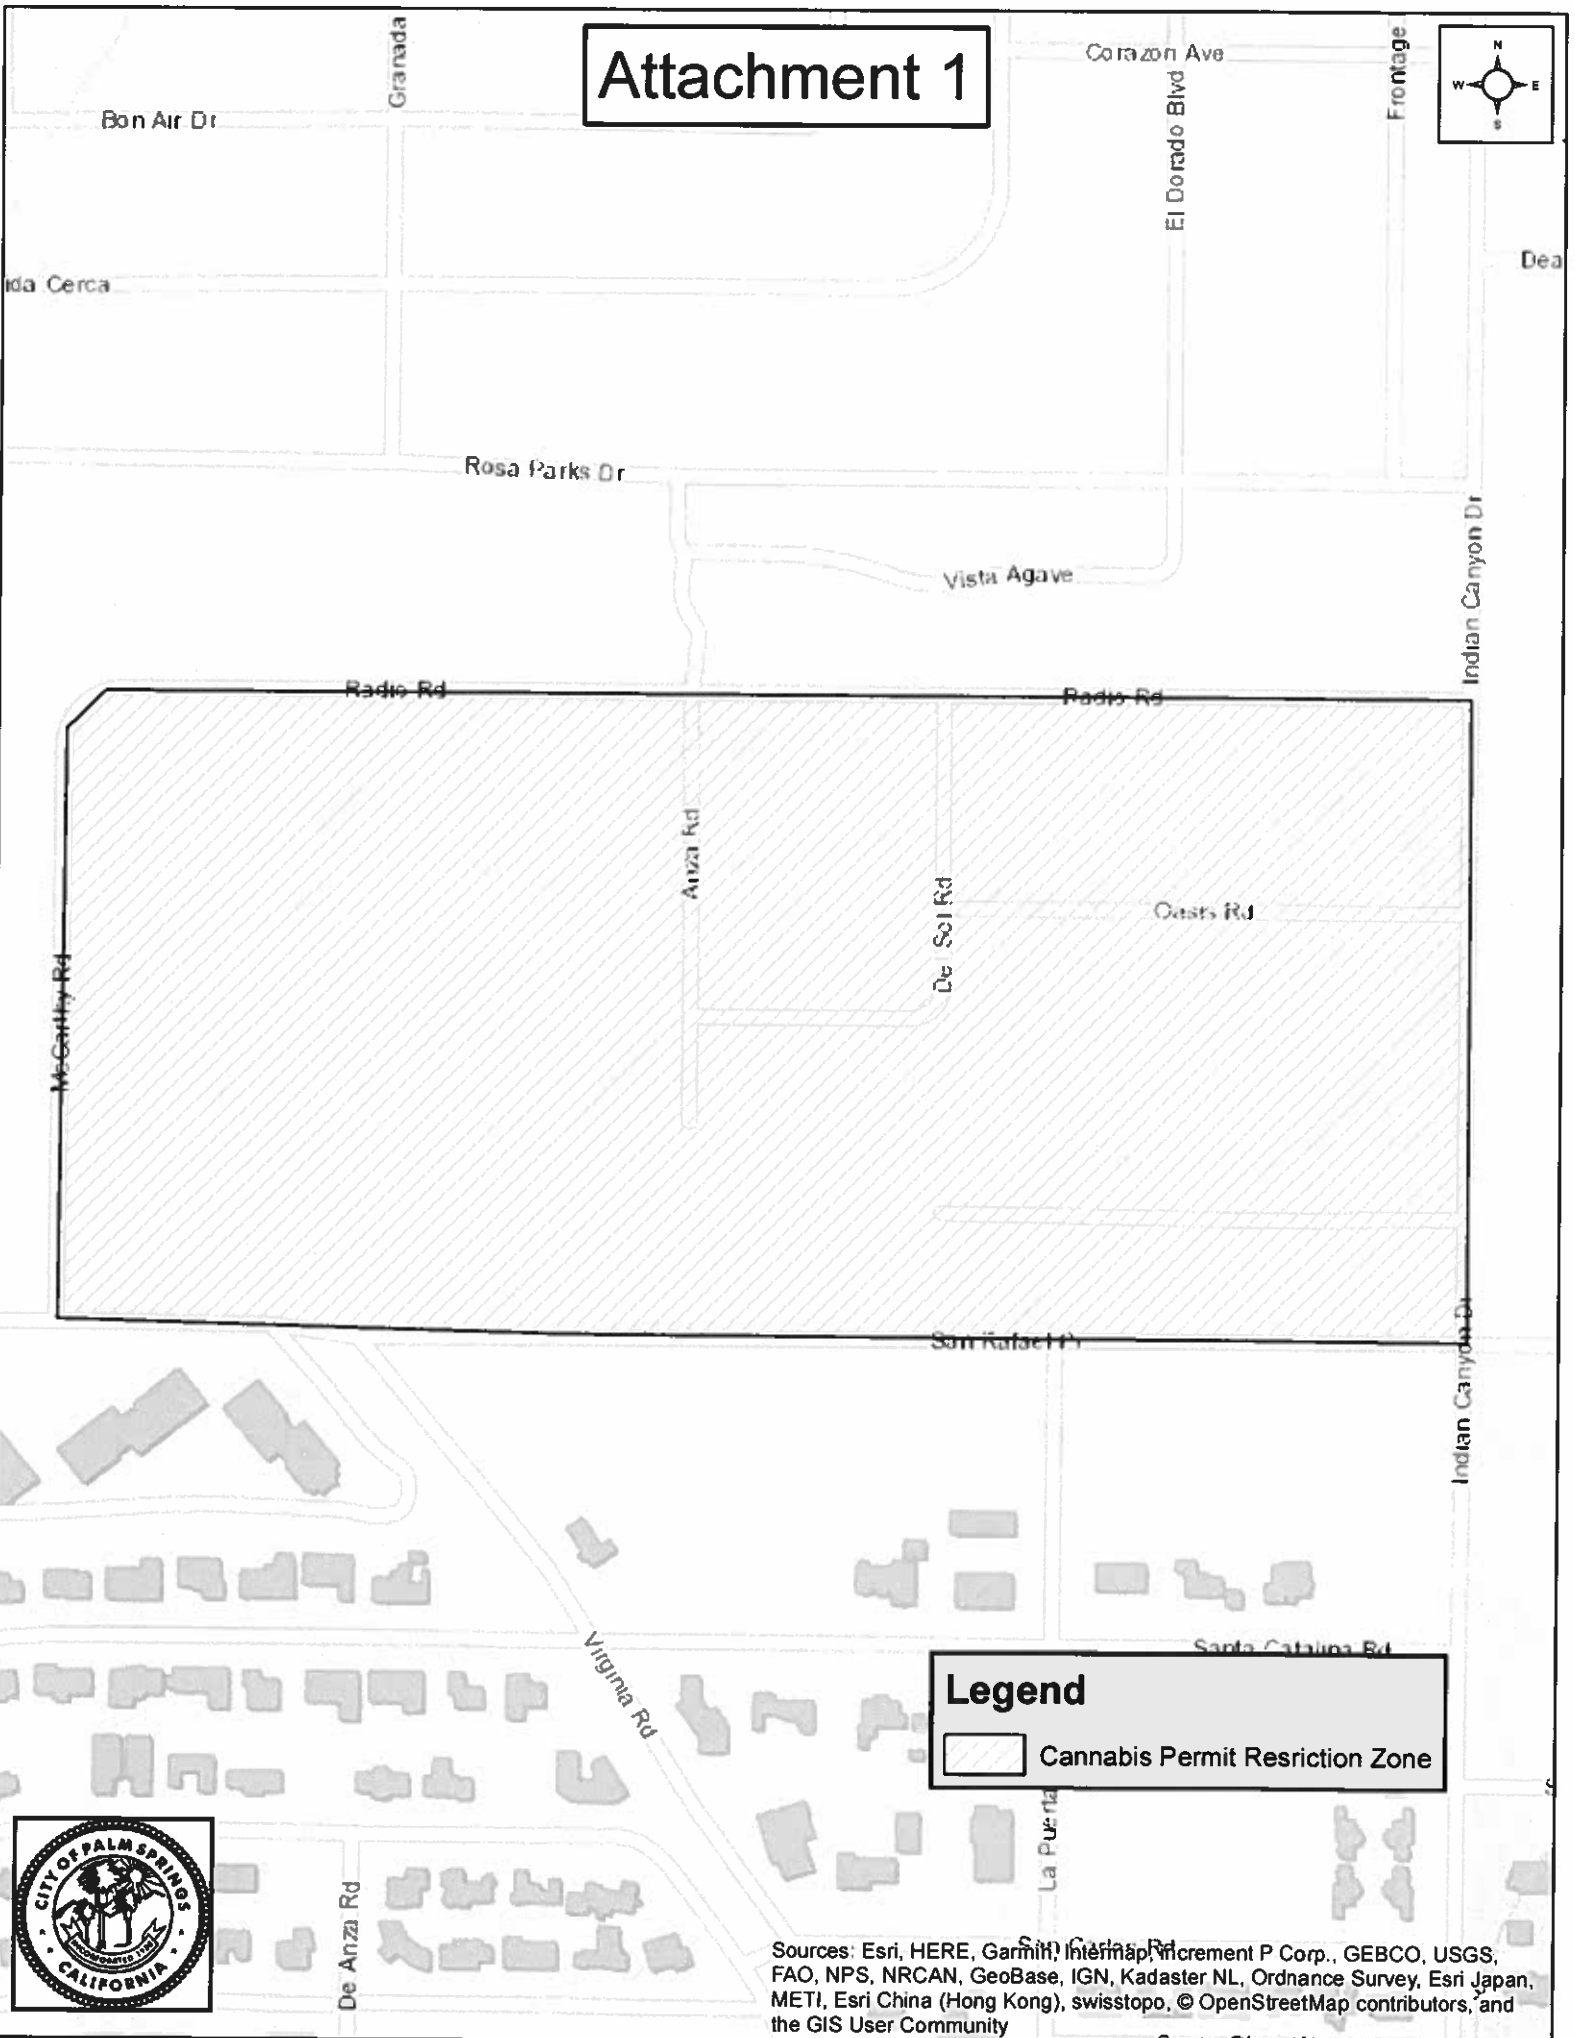 Granada
Attachment 1
Corazon Ave
Frontage
N
W E
S
Bon Air Dr
El Dorado Blvd
Dea
ida Cerca
Rosa Parks Dr
Indian Canyon Dr
Vista Agave
Radio Rd
Radio Rd
Anza Rd
Del Sol Rd
Oasis Rd
McCarthy Rd
San Rafael Dr
Indian Canyon Dr
Virginia Rd
Santa Catalina Rd
Legend
Cannabis Permit Resriction Zone
La Puerta
De Anza Rd
CITY OF PALM SPRINGS
CALIFORNIA
San Carlos Rd
Sources: Esri, HERE, Garmin, Intermap, increment P Corp., GEBCO, USGS,
FAO, NPS, NRCAN, GeoBase, IGN, Kadaster NL, Ordnance Survey, Esri Japan,
METI, Esri China (Hong Kong), swisstopo, © OpenStreetMap contributors, and
the GIS User Community